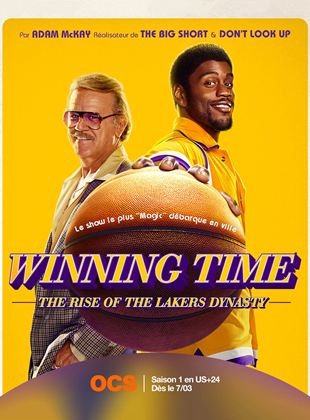 Par ADAM McKAY Réalisateur de THE BIG SHORT & DON'T LOOK UP
Le show le plus "Magic" débarque en ville
WINNING TIME
THE RISE OF THE LAKERS DYNASTY
OCS
Saison 1 en US+24
Dès le 7/03